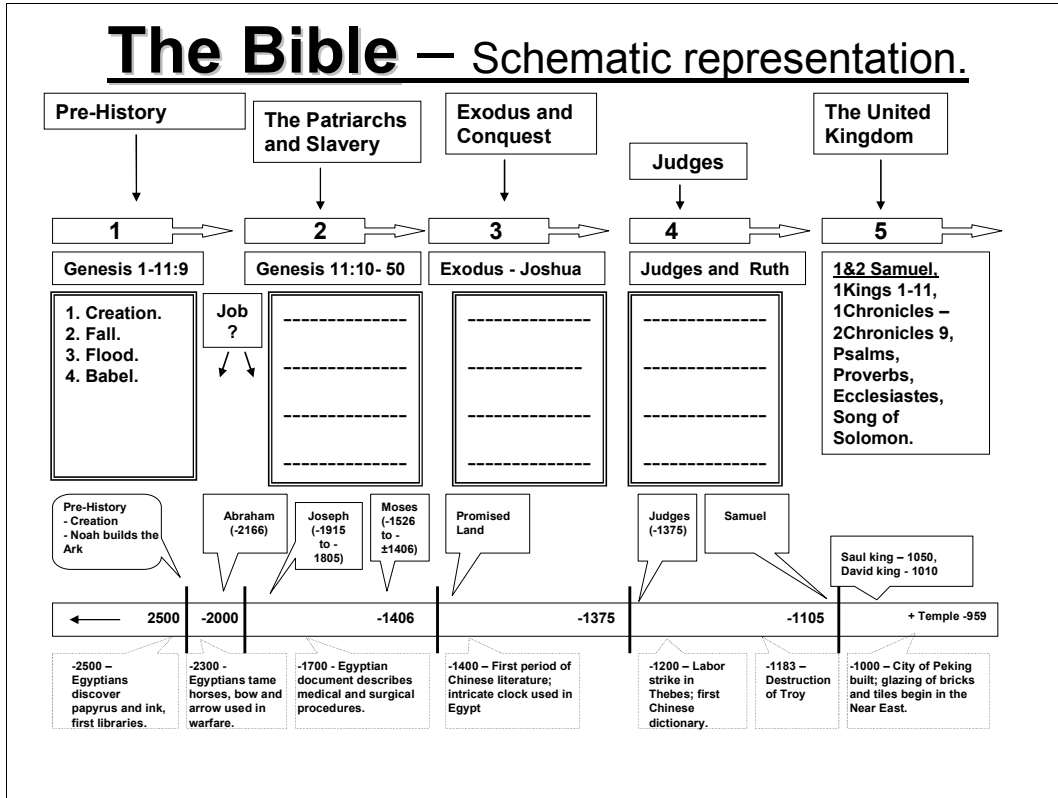 The Bible – Schematic representation.
Pre-History
The Patriarchs
and Slavery
Exodus and
Conquest
Judges
The United
Kingdom
1
2
3
4
5
Genesis 1-11:9
Genesis 11:10- 50
Exodus - Joshua
Judges and Ruth
1&2 Samuel,
1Kings 1-11,
1Chronicles –
2Chronicles 9,
Psalms,
Proverbs,
Ecclesiastes,
Song of
Solomon.
1. Creation.
2. Fall.
3. Flood.
4. Babel.
Job
?
Pre-History
- Creation
- Noah builds the
Ark
Abraham
(-2166)
Joseph
(-1915
to -
1805)
Moses
(-1526
to -
±1406)
Promised
Land
Judges
(-1375)
Samuel
Saul king – 1050,
David king - 1010
2500
-2000
-1406
-1375
-1105
+ Temple -959
-2500 –
Egyptians
discover
papyrus and ink,
first libraries.
-2300 -
Egyptians tame
horses, bow and
arrow used in
warfare.
-1700 - Egyptian
document describes
medical and surgical
procedures.
-1400 – First period of
Chinese literature;
intricate clock used in
Egypt
-1200 – Labor
strike in
Thebes; first
Chinese
dictionary.
-1183 –
Destruction
of Troy
-1000 – City of Peking
built; glazing of bricks
and tiles begin in the
Near East.